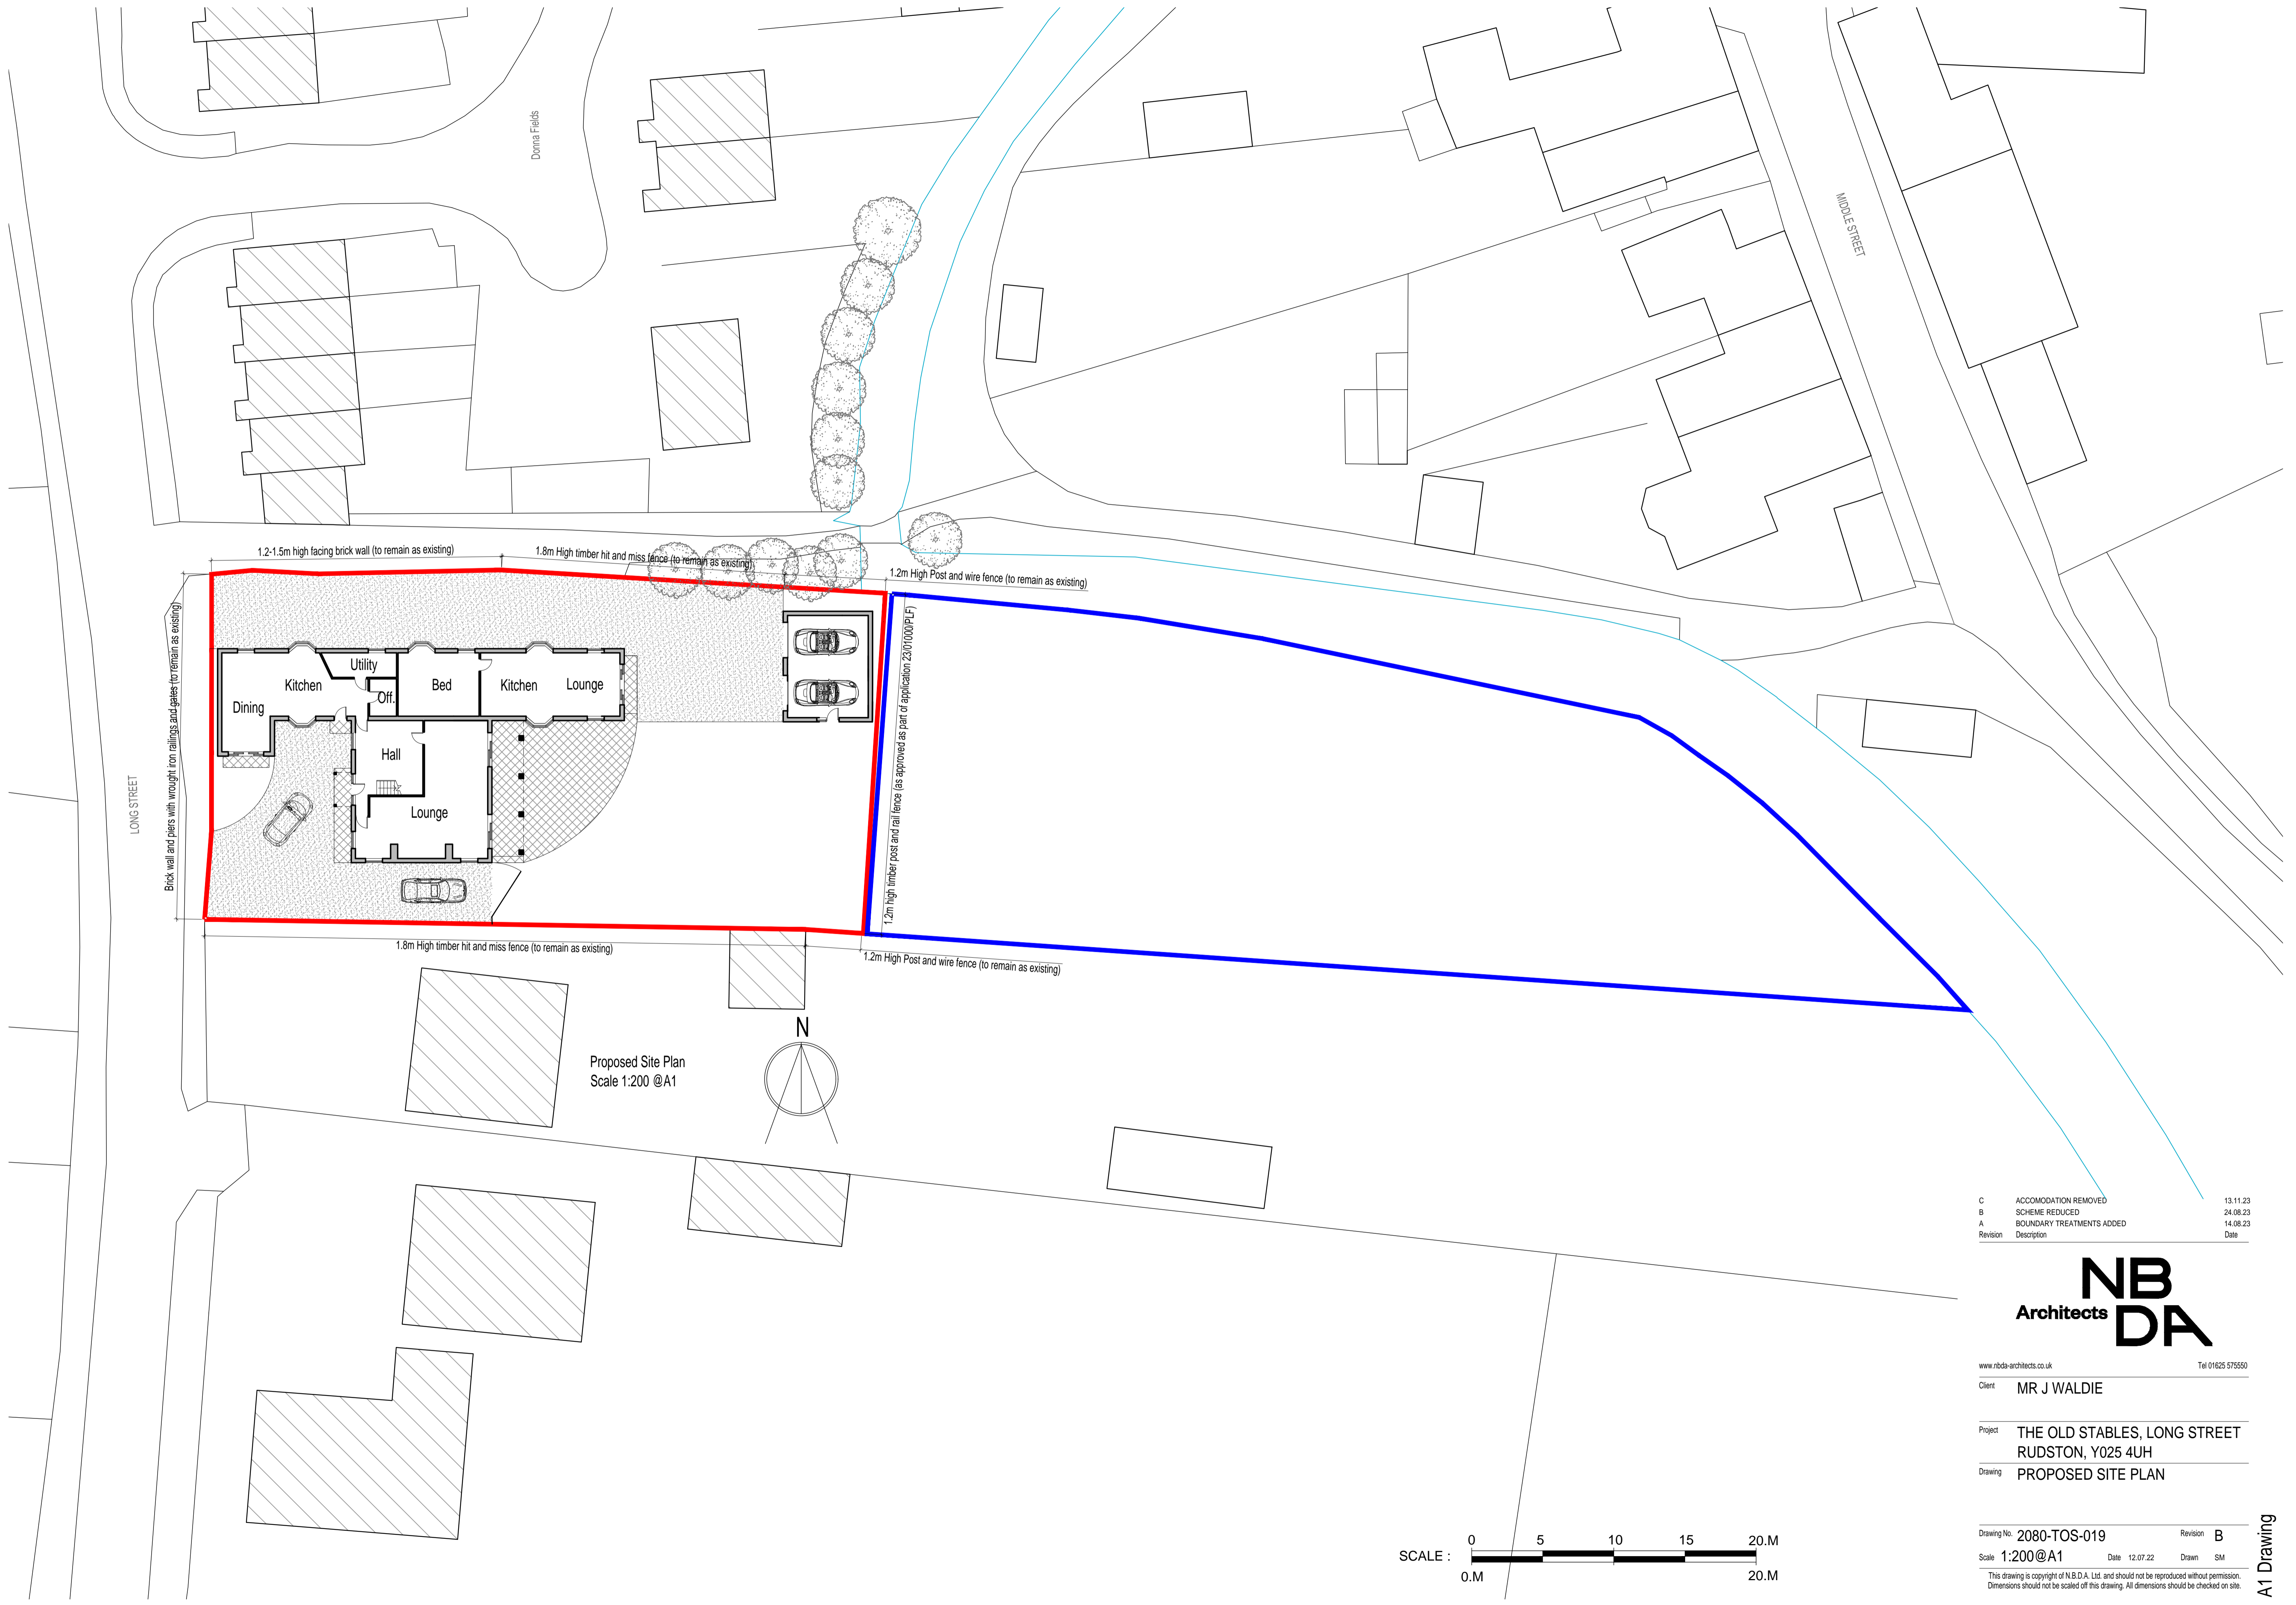 Donna Fields
MIDDLE STREET
1.2-1.5m high facing brick wall (to remain as existing)
1.8m High timber hit and miss fence (to remain as existing)
1.2m High Post and wire fence (to remain as existing)
Brick wall and piers with wrought iron railings and gates (to remain as existing)
LONG STREET
Utility
Kitchen
Off.
Bed
Kitchen
Lounge
Dining
Hall
Lounge
1.2m high timber post and rail fence (as approved as part of application 23/01000/PLF)
1.8m High timber hit and miss fence (to remain as existing)
1.2m High Post and wire fence (to remain as existing)
N
Proposed Site Plan
Scale 1:200 @A1
C ACCOMODATION REMOVED 13.11.23
B SCHEME REDUCED 24.08.23
A BOUNDARY TREATMENTS ADDED 14.08.23
Revision Description Date
NB
Architects DA
www.nbda-architects.co.uk Tel 01625 575550
Client MR J WALDIE
Project THE OLD STABLES, LONG STREET
RUDSTON, Y025 4UH
Drawing PROPOSED SITE PLAN
Drawing No. 2080-TOS-019 Revision B
Scale 1:200@A1 Date 12.07.22 Drawn SM
This drawing is copyright of N.B.D.A. Ltd. and should not be reproduced without permission.
Dimensions should not be scaled off this drawing. All dimensions should be checked on site.
A1 Drawing
SCALE : 0 5 10 15 20.M
0.M 20.M